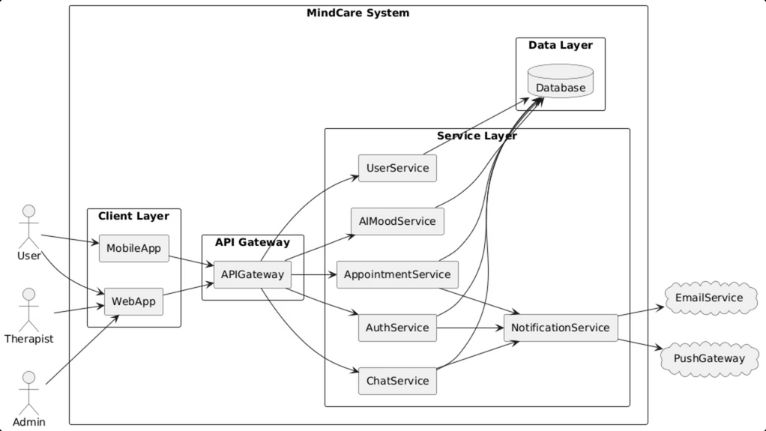 MindCare System
Data Layer
Database
Service Layer
UserService
Client Layer
AIMoodService
API Gateway
MobileApp
User
APIGateway
AppointmentService
WebApp
EmailService
Therapist
AuthService
NotificationService
PushGateway
ChatService
Admin